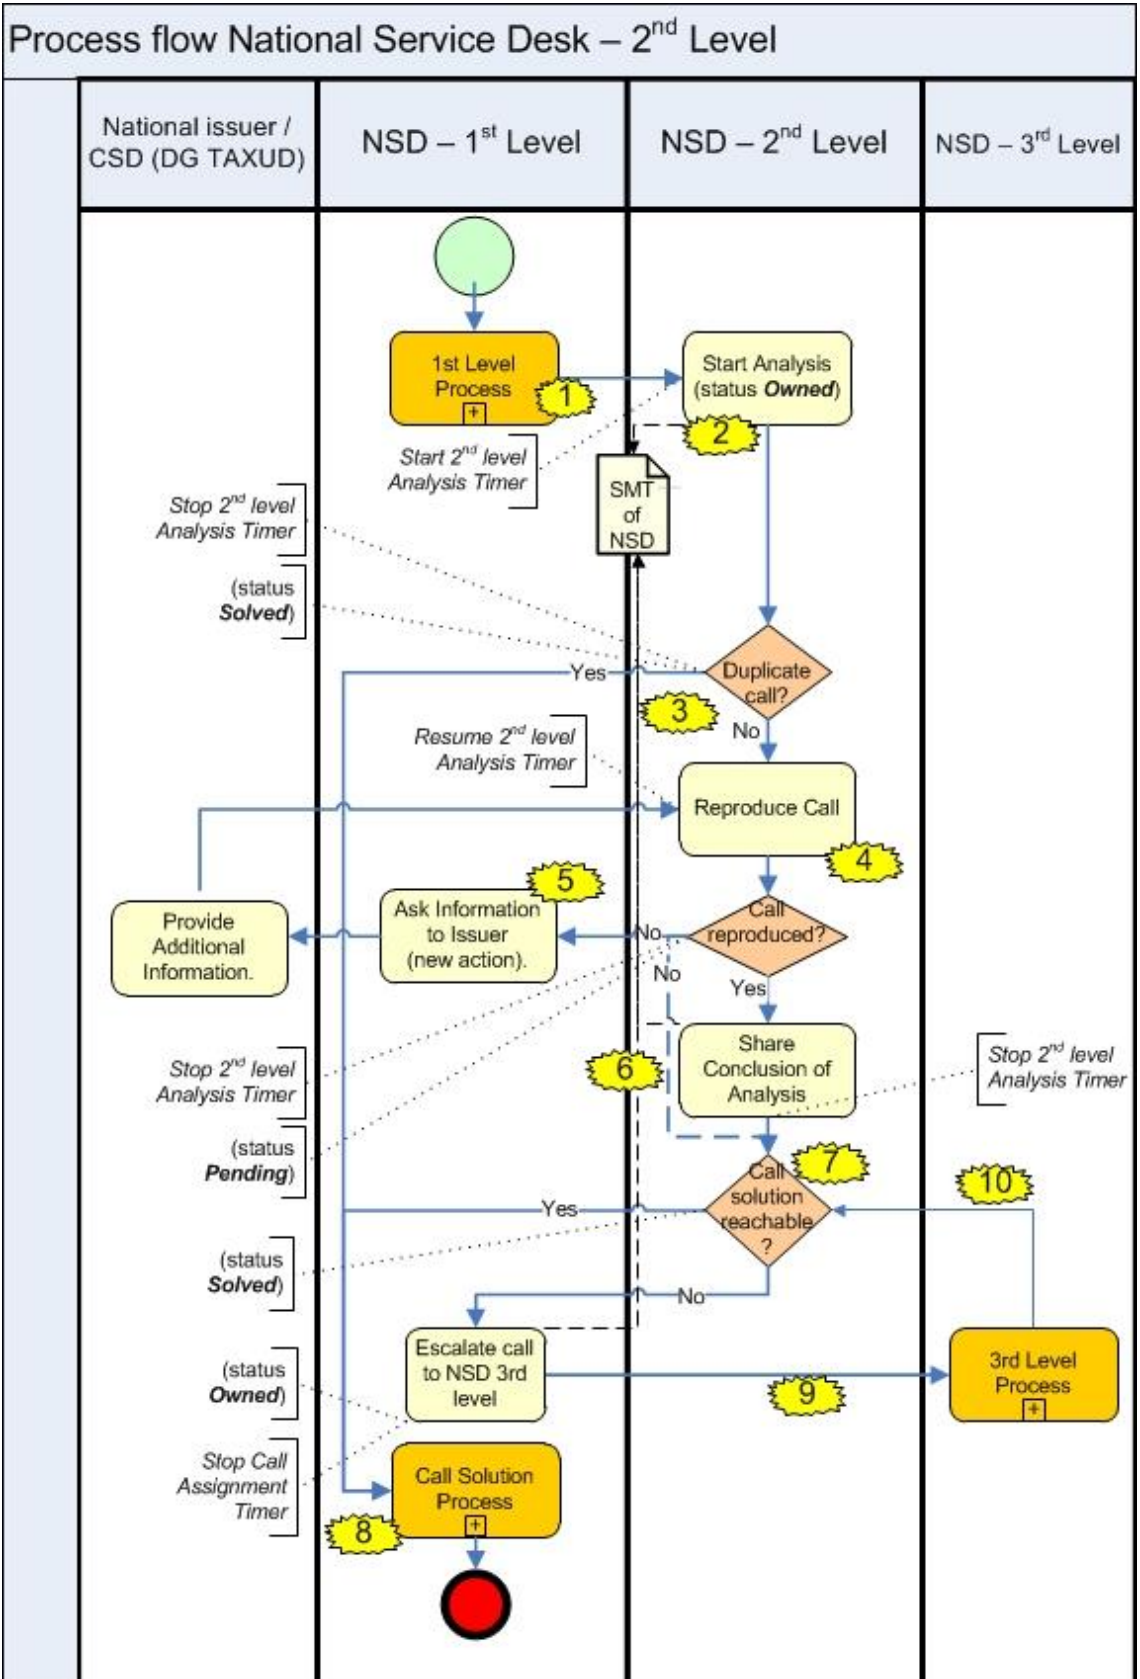 Process flow National Service Desk – 2nd Level
National issuer /
CSD (DG TAXUD)
NSD – 1st Level
NSD – 2nd Level
NSD – 3rd Level
1st Level
Process
+
1
Start Analysis
(status Owned)
2
Start 2nd level
Analysis Timer
SMT
of
NSD
Stop 2nd level
Analysis Timer
(status
Solved)
Yes
Duplicate
call?
3
No
Resume 2nd level
Analysis Timer
Reproduce Call
4
5
Provide
Additional
Information.
Ask Information
to Issuer
(new action).
No
Call
reproduced?
No
Yes
Stop 2nd level
Analysis Timer
6
Share
Conclusion of
Analysis
Stop 2nd level
Analysis Timer
(status
Pending)
7
Call
solution
reachable
?
10
Yes
(status
Solved)
No
Escalate call
to NSD 3rd
level
9
3rd Level
Process
+
(status
Owned)
Stop Call
Assignment
Timer
Call Solution
Process
+
8